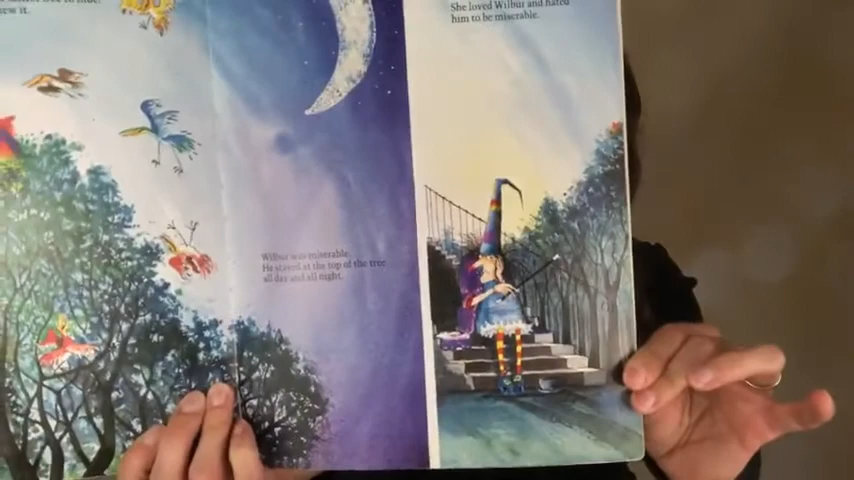 Wilbur was miserable.
He stayed at the top of the tree
all day and all night.
She loved Wilbur and hated
him to be miserable.